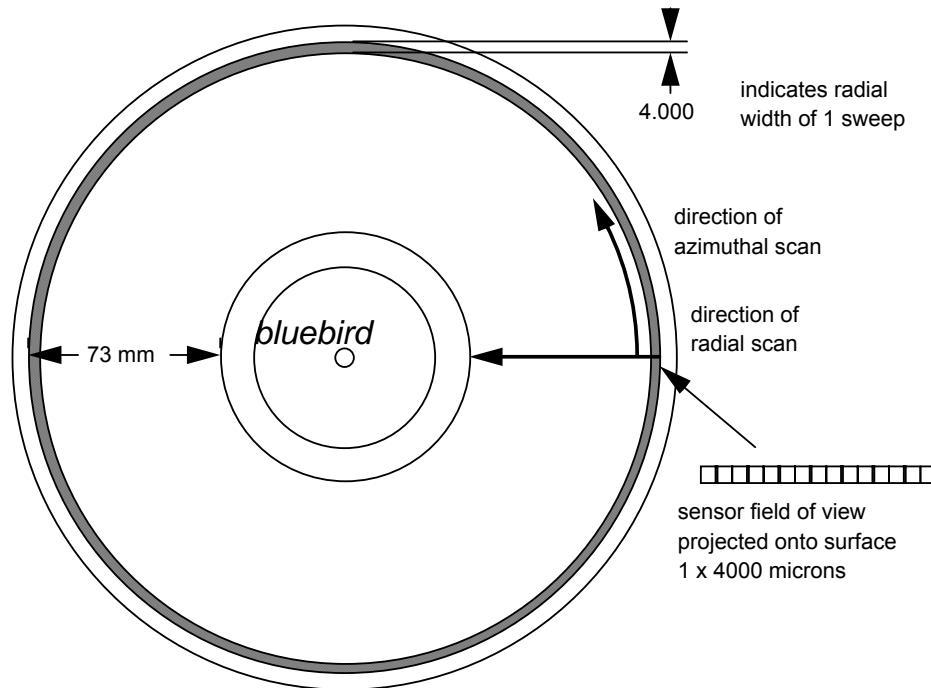 4.000
indicates radial
width of 1 sweep
direction of
azimuthal scan
direction of
radial scan
bluebird
73 mm
sensor field of view
projected onto surface
1 x 4000 microns